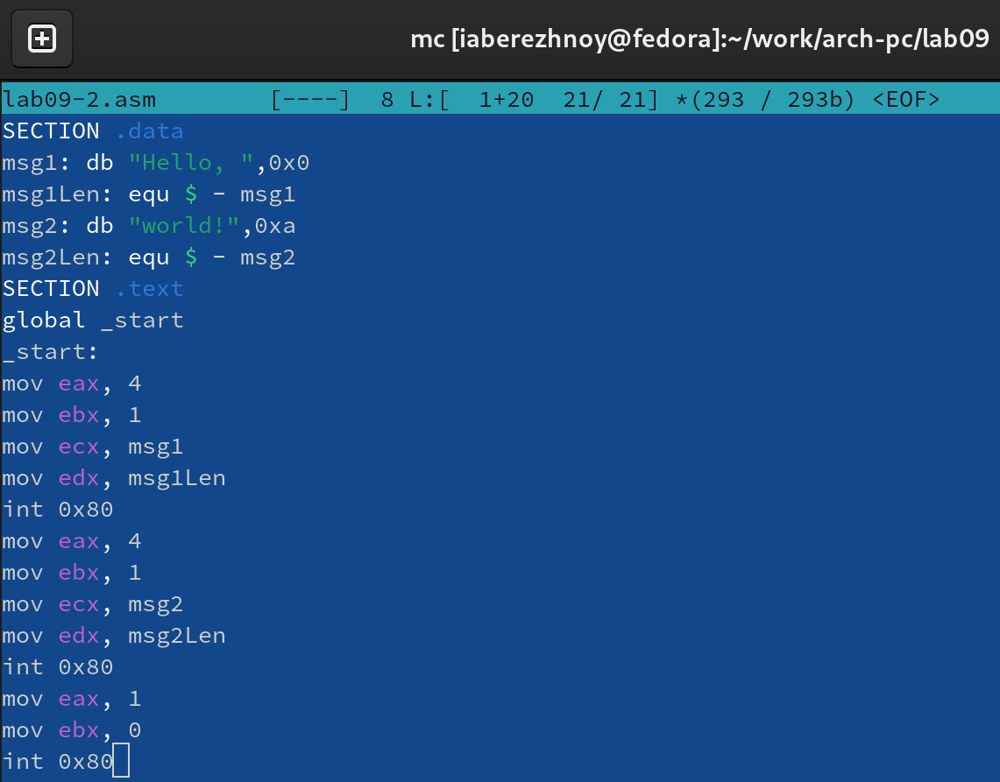 mc [iaberezhnoy@fedora]:~/work/arch-pc/lab09
lab09-2.asm        [----]  8 L:[  1+20  21/ 21] *(293 / 293b) <EOF>
SECTION .data
msg1: db "Hello, ",0x0
msg1Len: equ $ - msg1
msg2: db "world!",0xa
msg2Len: equ $ - msg2
SECTION .text
global _start
_start:
mov eax, 4
mov ebx, 1
mov ecx, msg1
mov edx, msg1Len
int 0x80
mov eax, 4
mov ebx, 1
mov ecx, msg2
mov edx, msg2Len
int 0x80
mov eax, 1
mov ebx, 0
int 0x80